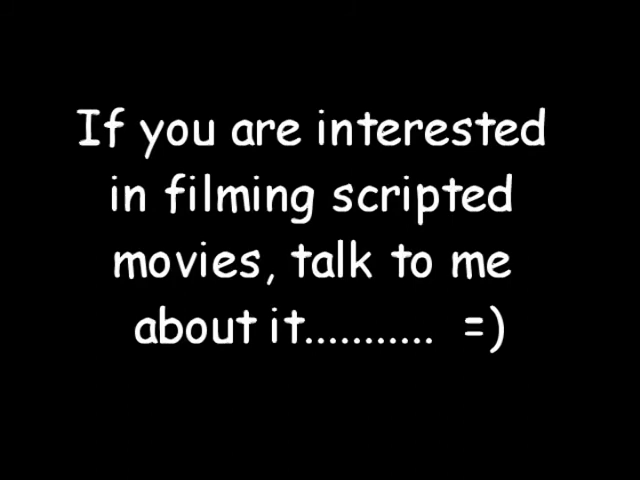 If you are interested
in filming scripted
movies, talk to me
about it........... =)